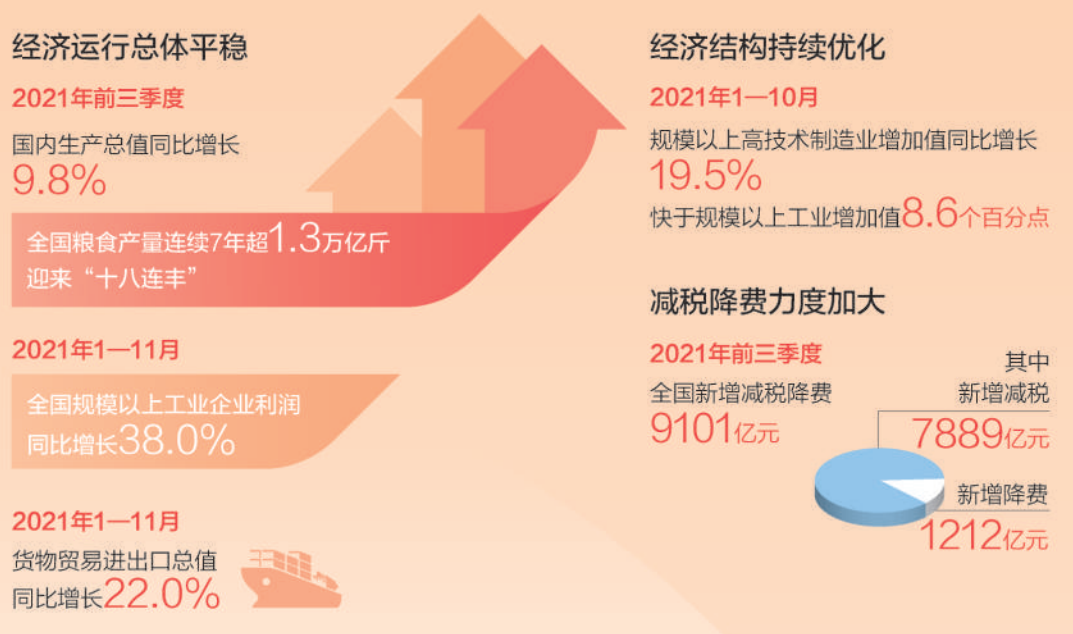 经济运行总体平稳
2021年前三季度
国内生产总值同比增长
9.8%
全国粮食产量连续7年超1.3万亿斤
迎来“十八连丰”
2021年1—11月
全国规模以上工业企业利润
同比增长38.0%
2021年1—11月
货物贸易进出口总值
同比增长22.0%
经济结构持续优化
2021年1—10月
规模以上高技术制造业增加值同比增长
19.5%
快于规模以上工业增加值8.6个百分点
减税降费力度加大
2021年前三季度
全国新增减税降费
9101亿元
其中
新增减税
7889亿元
新增降费
1212亿元